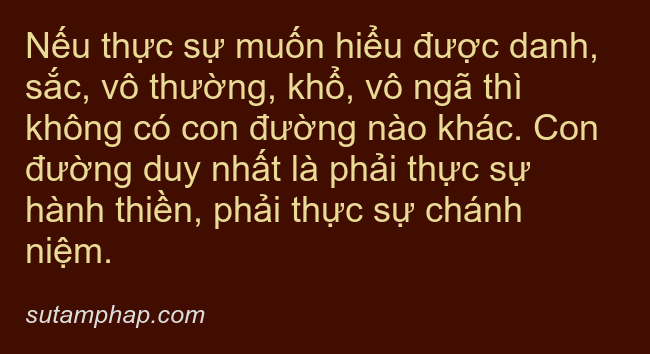 Nếu thực sự muốn hiểu được danh,
sắc, vô thường, khổ, vô ngã thì
không có con đường nào khác. Con
đường duy nhất là phải thực sự
hành thiền, phải thực sự chánh
niệm.
sutamphap.com